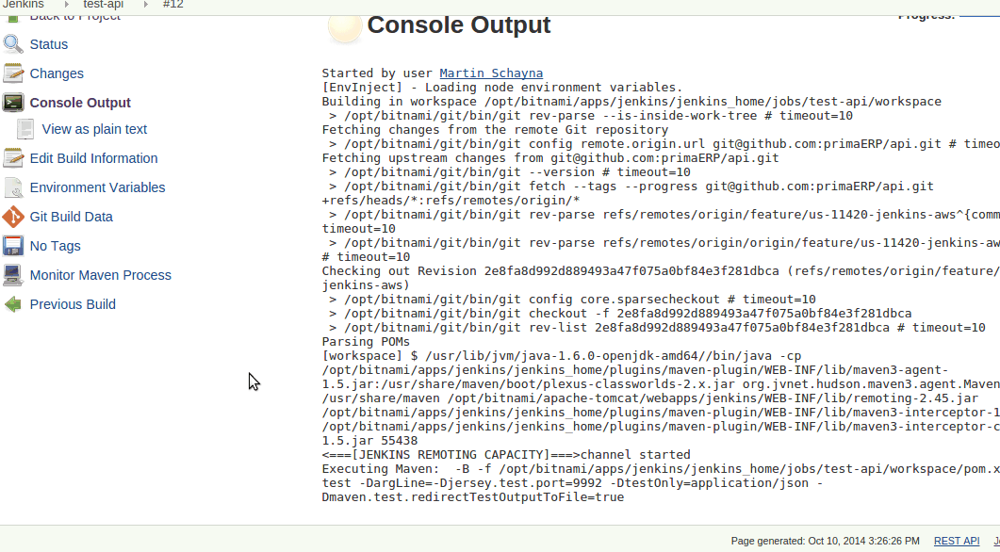 Jenkins test-api #12
Back to Project
Status
Changes
Console Output
View as plain text
Edit Build Information
Environment Variables
Git Build Data
No Tags
Monitor Maven Process
Previous Build
Progress:
Console Output
Started by user Martin Schayna
[EnvInject] - Loading node environment variables.
Building in workspace /opt/bitnami/apps/jenkins/jenkins_home/jobs/test-api/workspace
> /opt/bitnami/git/bin/git rev-parse --is-inside-work-tree # timeout=10
Fetching changes from the remote Git repository
> /opt/bitnami/git/bin/git config remote.origin.url git@github.com:primaERP/api.git # timeo
Fetching upstream changes from git@github.com:primaERP/api.git
> /opt/bitnami/git/bin/git --version # timeout=10
> /opt/bitnami/git/bin/git fetch --tags --progress git@github.com:primaERP/api.git
+refs/heads/*:refs/remotes/origin/*
> /opt/bitnami/git/bin/git rev-parse refs/remotes/origin/feature/us-11420-jenkins-aws^{comm
timeout=10
> /opt/bitnami/git/bin/git rev-parse refs/remotes/origin/origin/feature/us-11420-jenkins-aw
# timeout=10
Checking out Revision 2e8fa8d992d889493a47f075a0bf84e3f281dbca (refs/remotes/origin/feature/
jenkins-aws)
> /opt/bitnami/git/bin/git config core.sparsecheckout # timeout=10
> /opt/bitnami/git/bin/git checkout -f 2e8fa8d992d889493a47f075a0bf84e3f281dbca
> /opt/bitnami/git/bin/git rev-list 2e8fa8d992d889493a47f075a0bf84e3f281dbca # timeout=10
Parsing POMs
[workspace] $ /usr/lib/jvm/java-1.6.0-openjdk-amd64//bin/java -cp
/opt/bitnami/apps/jenkins/jenkins_home/plugins/maven-plugin/WEB-INF/lib/maven3-agent-
1.5.jar:/usr/share/maven/boot/plexus-classworlds-2.x.jar org.jvnet.hudson.maven3.agent.Maven
/usr/share/maven /opt/bitnami/apache-tomcat/webapps/jenkins/WEB-INF/lib/remoting-2.45.jar
/opt/bitnami/apps/jenkins/jenkins_home/plugins/maven-plugin/WEB-INF/lib/maven3-interceptor-1
/opt/bitnami/apps/jenkins/jenkins_home/plugins/maven-plugin/WEB-INF/lib/maven3-interceptor-c
1.5.jar 55438
<===[JENKINS REMOTING CAPACITY]===>channel started
Executing Maven:  -B -f /opt/bitnami/apps/jenkins/jenkins_home/jobs/test-api/workspace/pom.x
test -DargLine=-Djersey.test.port=9992 -DtestOnly=application/json -
Dmaven.test.redirectTestOutputToFile=true
Page generated: Oct 10, 2014 3:26:26 PM REST API